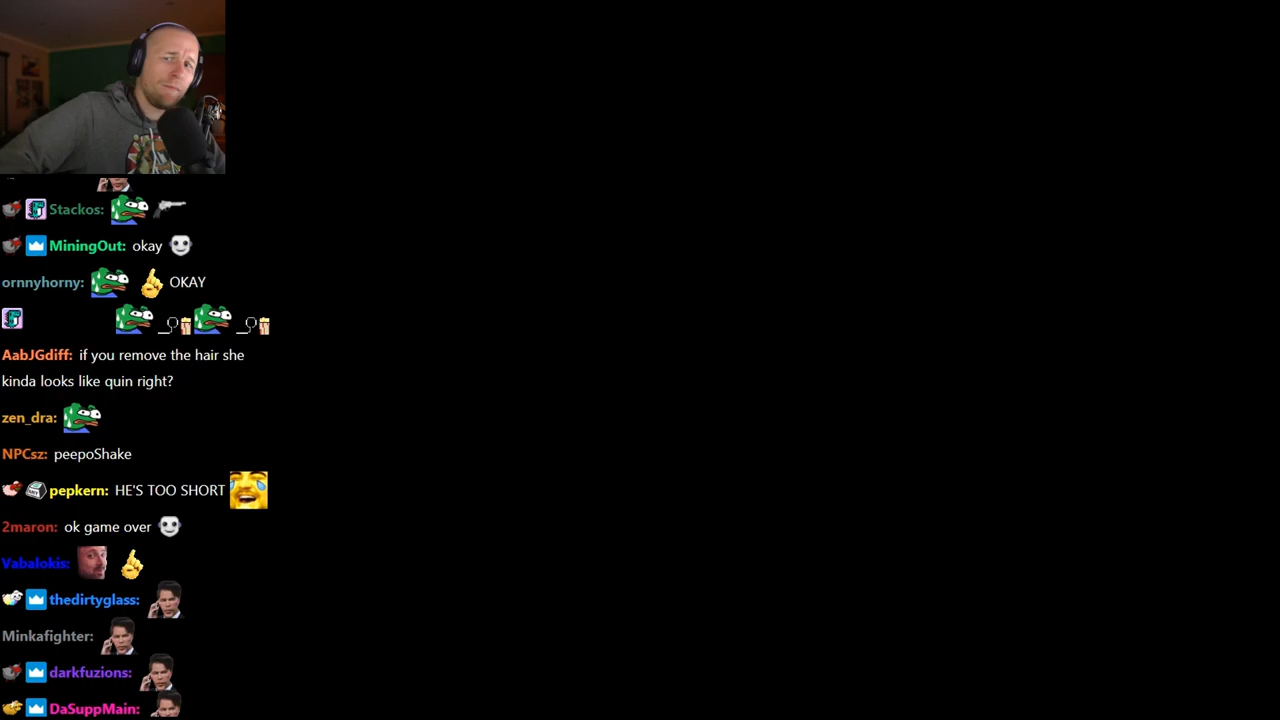 Stackos:
MiningOut: okay
ornnyhorny: OKAY
AabJGdiff: if you remove the hair she
kinda looks like quin right?
zen_dra:
NPCsz: peepoShake
pepkern: HE'S TOO SHORT
2maron: ok game over
Vabalokis:
thedirtyglass:
Minkafighter:
darkfuzions:
DaSuppMain: